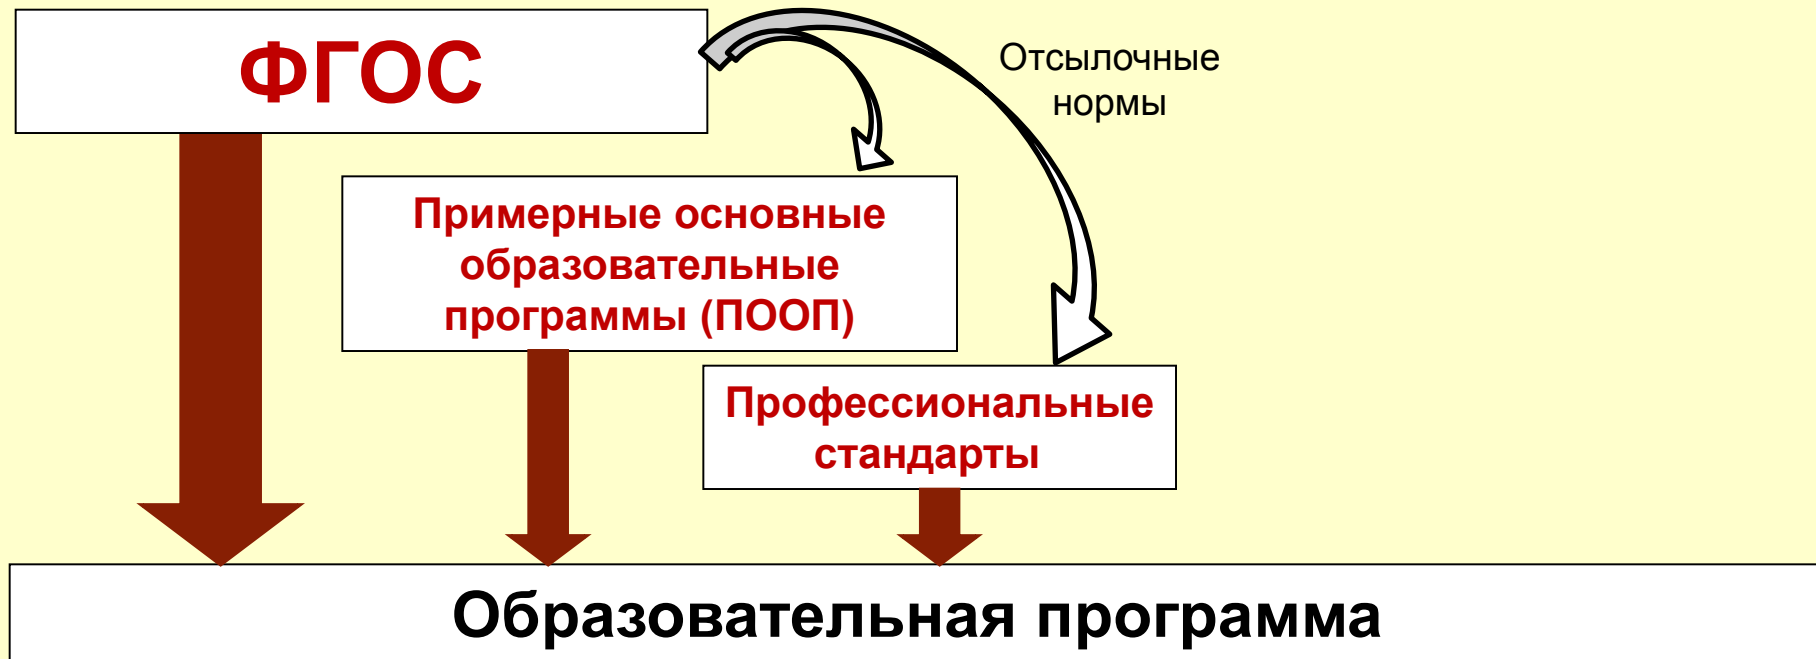 ФГОС
Отсылочные
нормы
Примерные основные
образовательные
программы (ПООП)
Профессиональные
стандарты
Образовательная программа